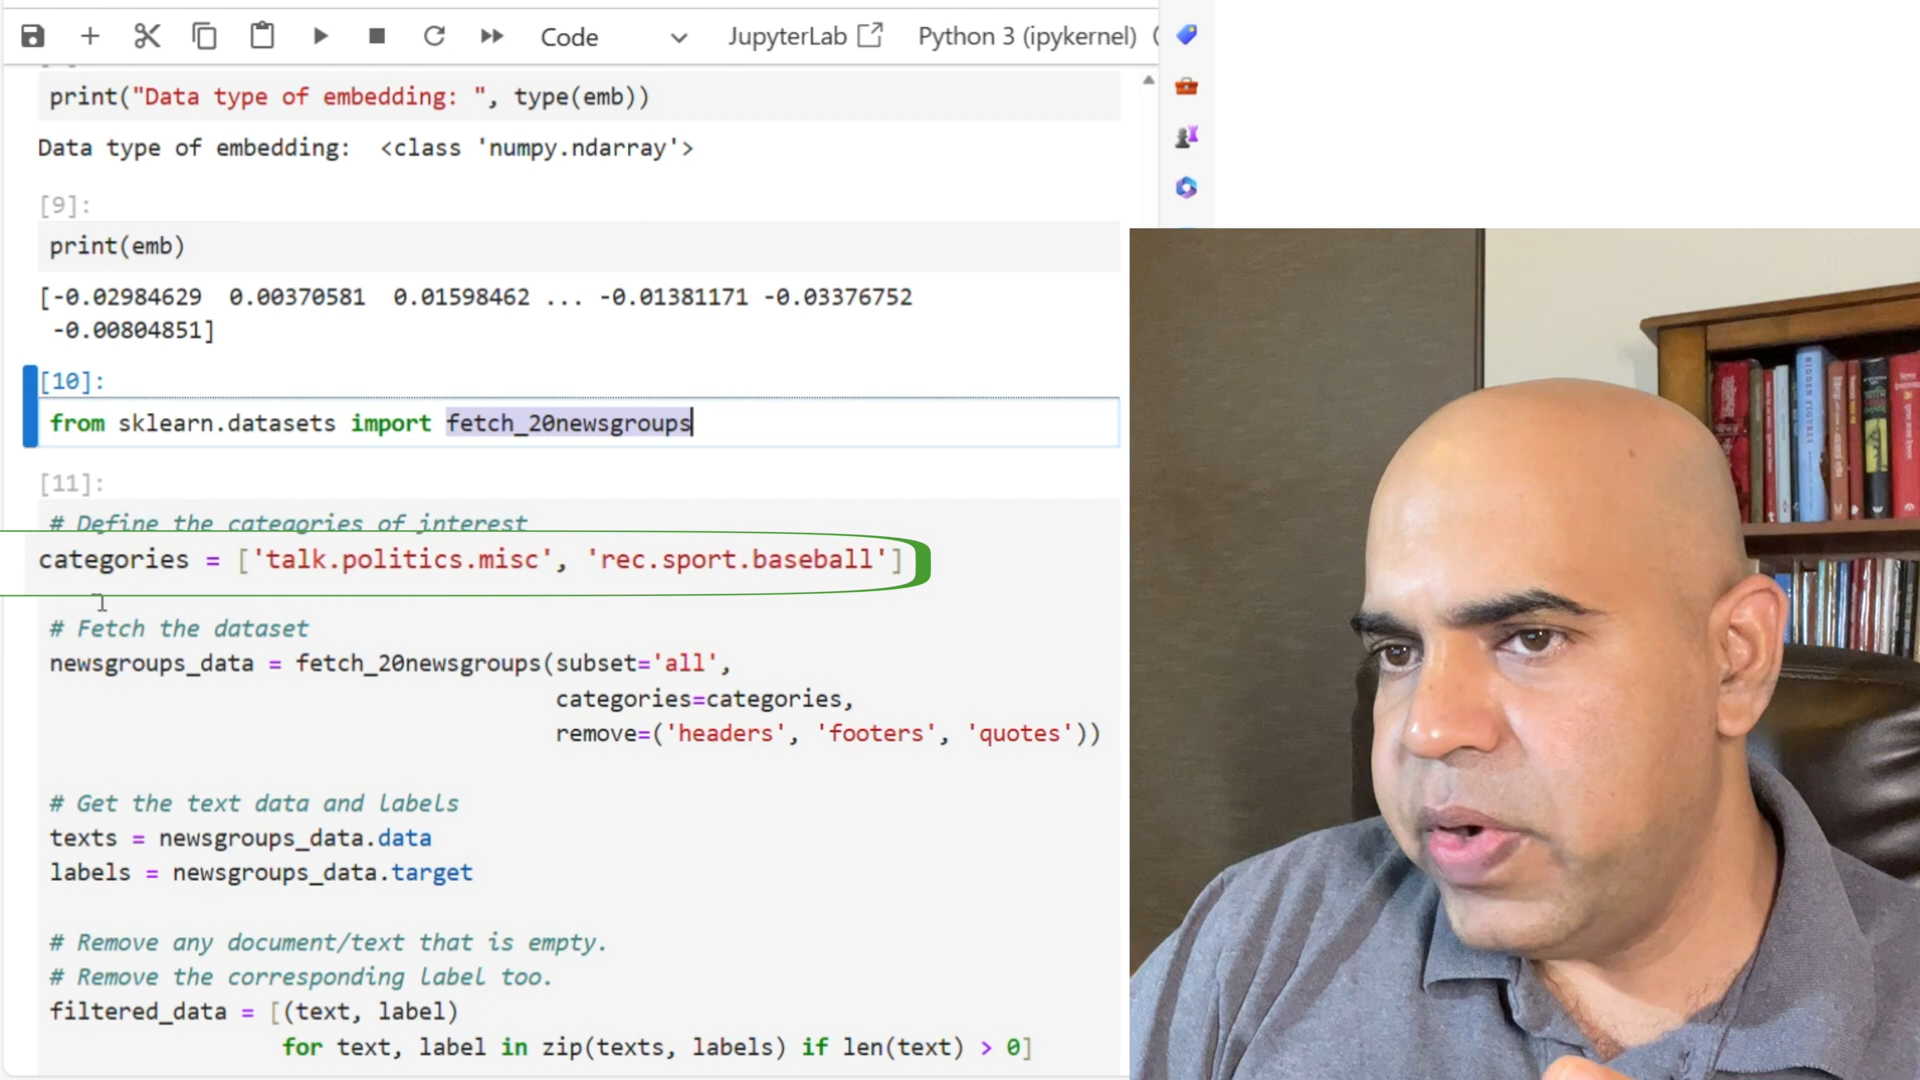 Code
JupyterLab
Python 3 (ipykernel)
print("Data type of embedding: ", type(emb))
Data type of embedding:  <class 'numpy.ndarray'>
[9]:
print(emb)
[-0.02984629  0.00370581  0.01598462 ... -0.01381171 -0.03376752
 -0.00804851]
[10]:
from sklearn.datasets import fetch_20newsgroups
[11]:
# Define the categories of interest
categories = ['talk.politics.misc', 'rec.sport.baseball']
# Fetch the dataset
newsgroups_data = fetch_20newsgroups(subset='all',
categories=categories,
remove=('headers', 'footers', 'quotes'))
# Get the text data and labels
texts = newsgroups_data.data
labels = newsgroups_data.target
# Remove any document/text that is empty.
# Remove the corresponding label too.
filtered_data = [(text, label)
for text, label in zip(texts, labels) if len(text) > 0]